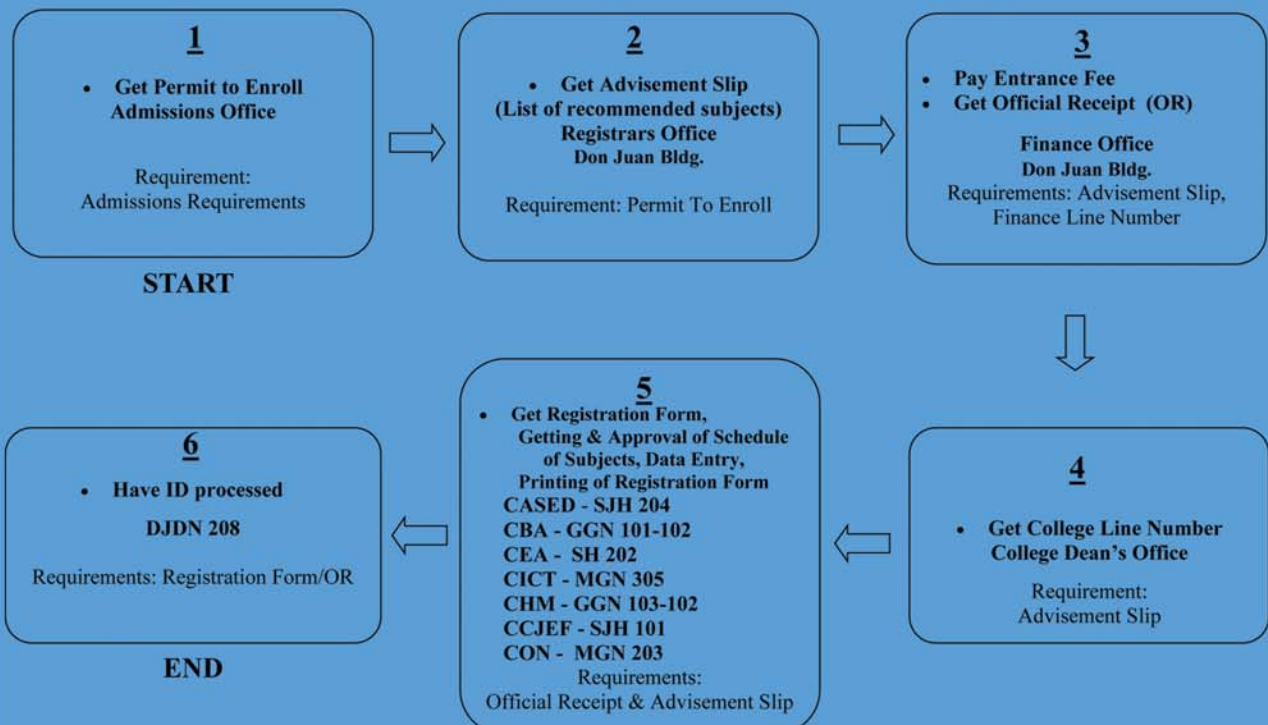 1
• Get Permit to Enroll
Admissions Office
Requirement:
Admissions Requirements
START
2
• Get Advisement Slip
(List of recommended subjects)
Registrars Office
Don Juan Bldg.
Requirement: Permit To Enroll
3
• Pay Entrance Fee
• Get Official Receipt (OR)
Finance Office
Don Juan Bldg.
Requirements: Advisement Slip,
Finance Line Number
4
• Get College Line Number
College Dean’s Office
Requirement:
Advisement Slip
5
• Get Registration Form,
Getting & Approval of Schedule
of Subjects, Data Entry,
Printing of Registration Form
CASED - SJH 204
CBA - GGN 101-102
CEA - SH 202
CICT - MGN 305
CHM - GGN 103-102
CCJEF - SJH 101
CON - MGN 203
Requirements:
Official Receipt & Advisement Slip
6
• Have ID processed
DJDN 208
Requirements: Registration Form/OR
END